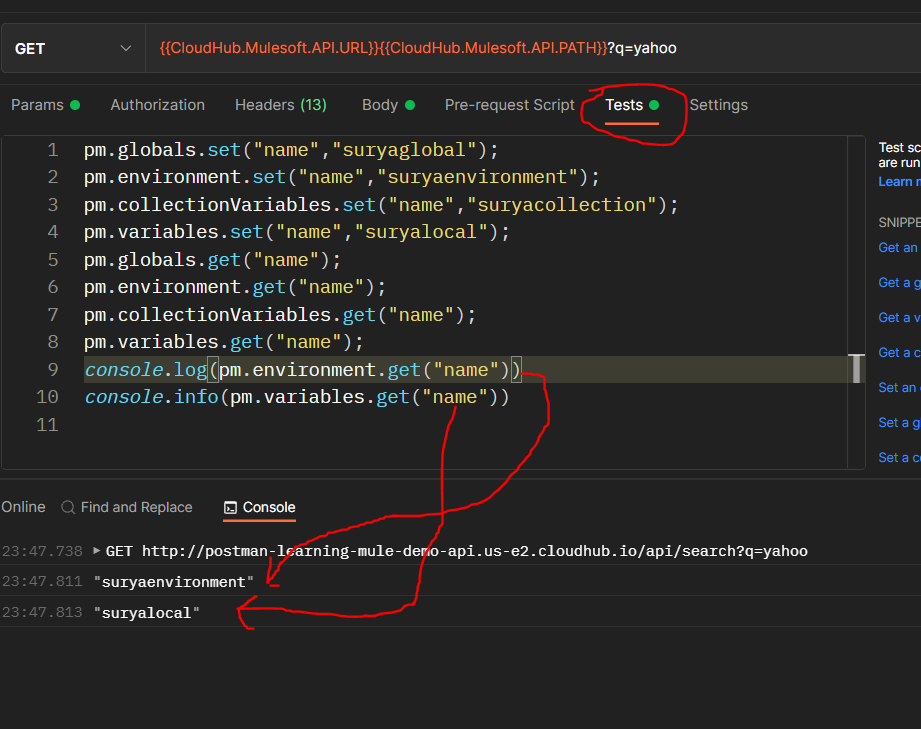 GET {{CloudHub.Mulesoft.API.URL}}{{CloudHub.Mulesoft.API.PATH}}?q=yahoo
Params Authorization Headers (13) Body Pre-request Script Tests Settings
1 pm.globals.set("name","suryaglobal");
2 pm.environment.set("name","suryaenvironment");
3 pm.collectionVariables.set("name","suryacollection");
4 pm.variables.set("name","suryalocal");
5 pm.globals.get("name");
6 pm.environment.get("name");
7 pm.collectionVariables.get("name");
8 pm.variables.get("name");
9 console.log(pm.environment.get("name"))
10 console.info(pm.variables.get("name"))
11
Test sc
are run
Learn
SNIPPE
Get an
Get a g
Get a v
Get a c
Set an
Set a g
Set a c
Online Find and Replace Console
23:47.738 GET http://postman-learning-mule-demo-api.us-e2.cloudhub.io/api/search?q=yahoo
23:47.811 "suryaenvironment"
23:47.813 "suryalocal"